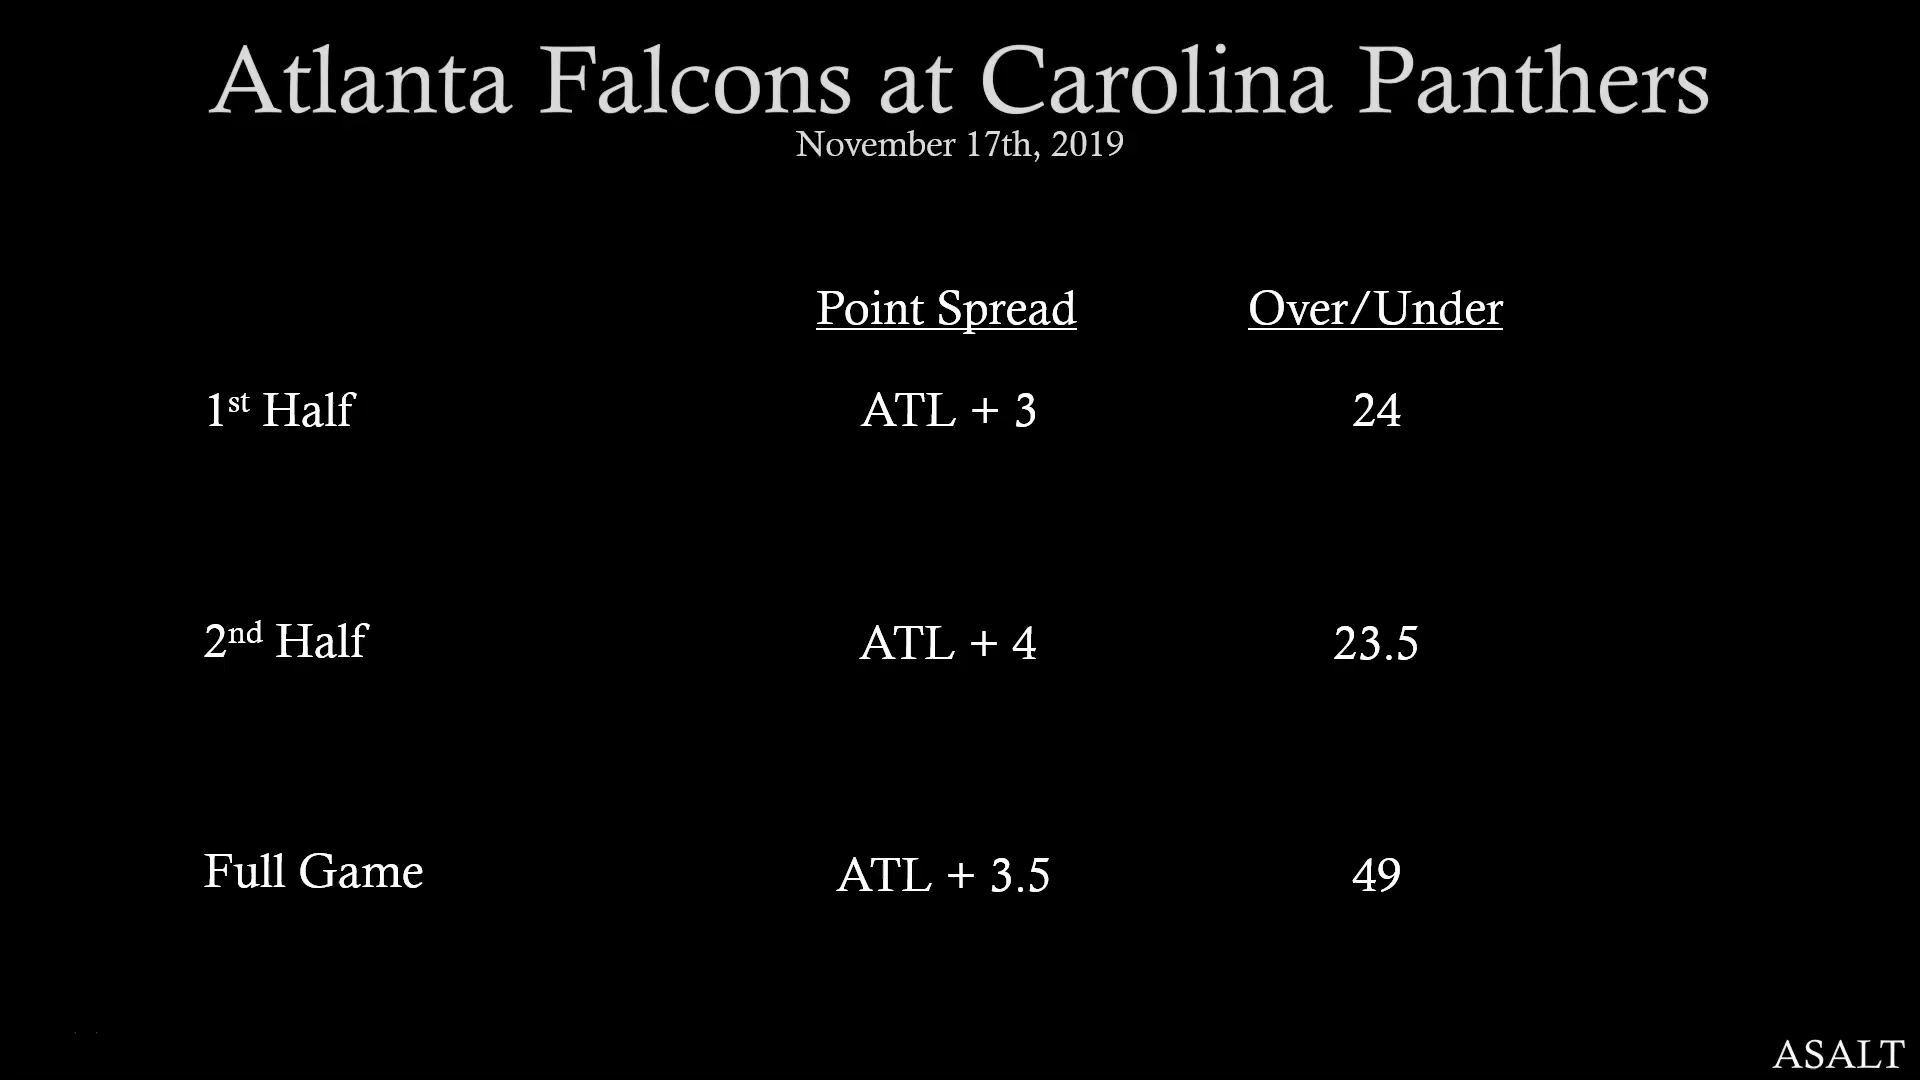 Atlanta Falcons at Carolina Panthers
November 17th, 2019
Point Spread Over/Under
1st Half ATL + 3 24
2nd Half ATL + 4 23.5
Full Game ATL + 3.5 49
ASALT